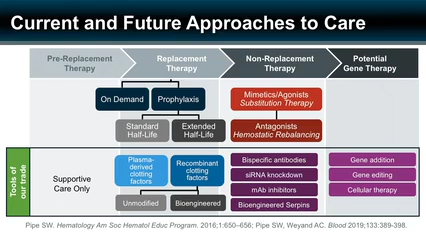 Current and Future Approaches to Care
Pre-Replacement
Therapy
Replacement
Therapy
Non-Replacement
Therapy
Potential
Gene Therapy
On Demand
Prophylaxis
Standard
Half-Life
Extended
Half-Life
Mimetics/Agonists
Substitution Therapy
Antagonists
Hemostatic Rebalancing
Tools of
our trade
Supportive
Care Only
Plasma-
derived
clotting
factors
Recombinant
clotting
factors
Unmodified
Bioengineered
Bispecific antibodies
siRNA knockdown
mAb inhibitors
Bioengineered Serpins
Gene addition
Gene editing
Cellular therapy
Pipe SW. Hematology Am Soc Hematol Educ Program. 2016;1:650–656; Pipe SW, Weyand AC. Blood 2019;133:389-398.